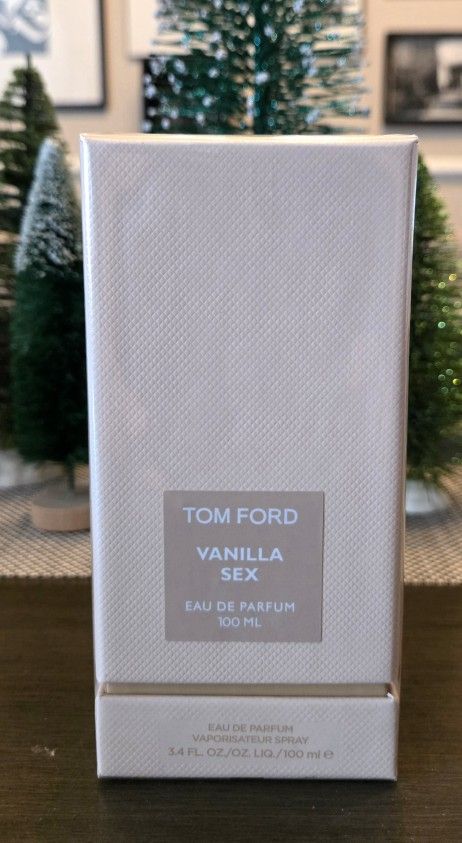 TOM FORD
VANILLA
SEX
EAU DE PARFUM
100 ML
EAU DE PARFUM
VAPORISATEUR SPRAY
3.4 FL. OZ./OZ. LIQ./100 ml ℮